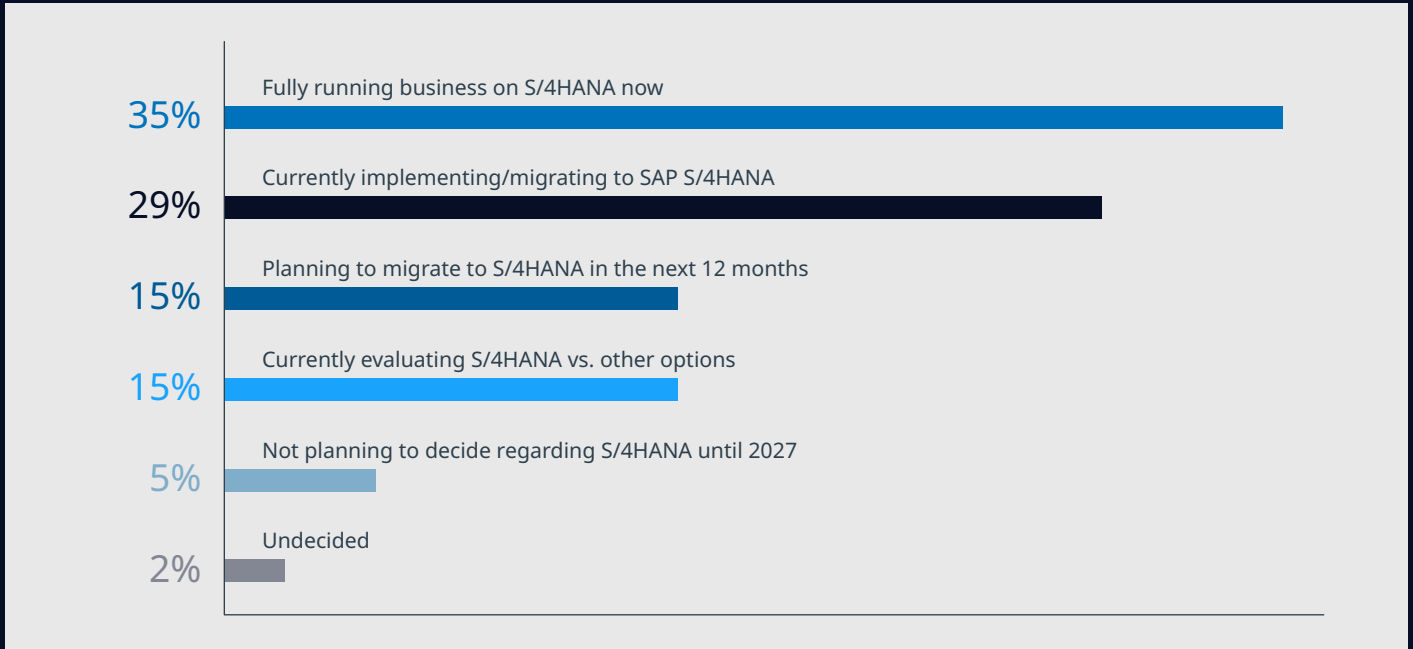 Fully running business on S/4HANA now
35%
Currently implementing/migrating to SAP S/4HANA
29%
Planning to migrate to S/4HANA in the next 12 months
15%
Currently evaluating S/4HANA vs. other options
15%
Not planning to decide regarding S/4HANA until 2027
5%
Undecided
2%